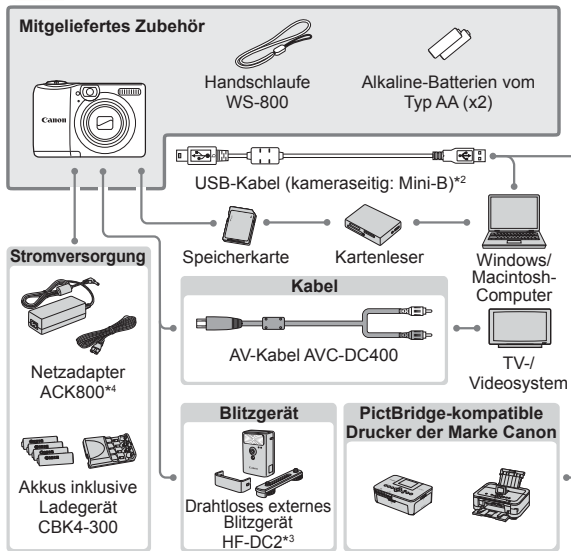 Mitgeliefertes Zubehör
Canon
Handschlaufe
WS-800
Alkaline-Batterien vom
Typ AA (x2)
USB-Kabel (kameraseitig: Mini-B)*2
Speicherkarte
Kartenleser
Windows/
Macintosh-
Computer
Stromversorgung
Netzadapter
ACK800*4
Akkus inklusive
Ladegerät
CBK4-300
Kabel
AV-Kabel AVC-DC400
TV-/
Videosystem
Blitzgerät
Drahtloses externes
Blitzgerät
HF-DC2*3
PictBridge-kompatible
Drucker der Marke Canon